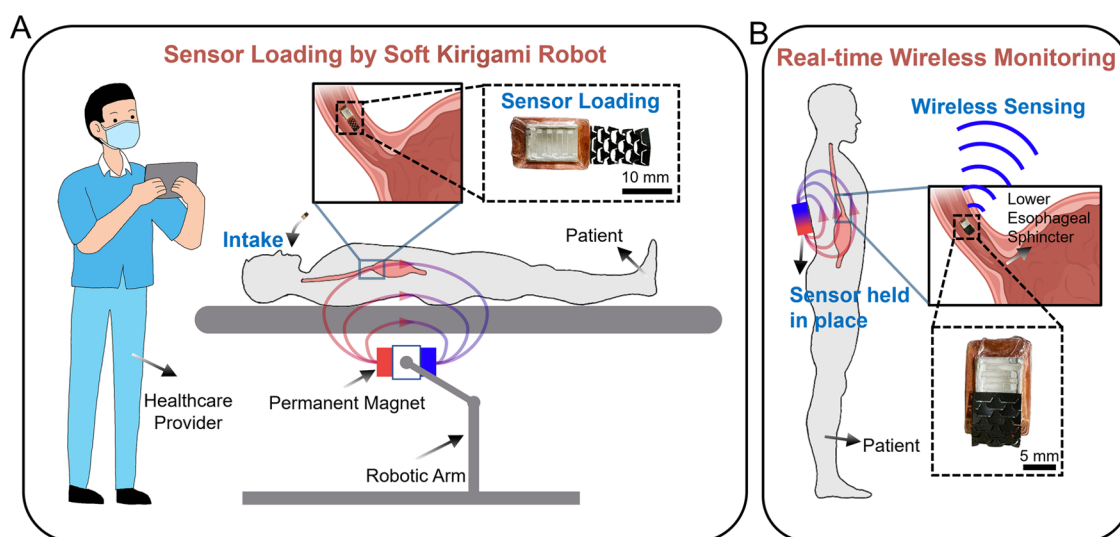 A
Sensor Loading by Soft Kirigami Robot
Sensor Loading
10 mm
Intake
Patient
Permanent Magnet
Healthcare
Provider
Robotic Arm
B
Real-time Wireless Monitoring
Wireless Sensing
Lower
Esophageal
Sphincter
Sensor held
in place
Patient
5 mm